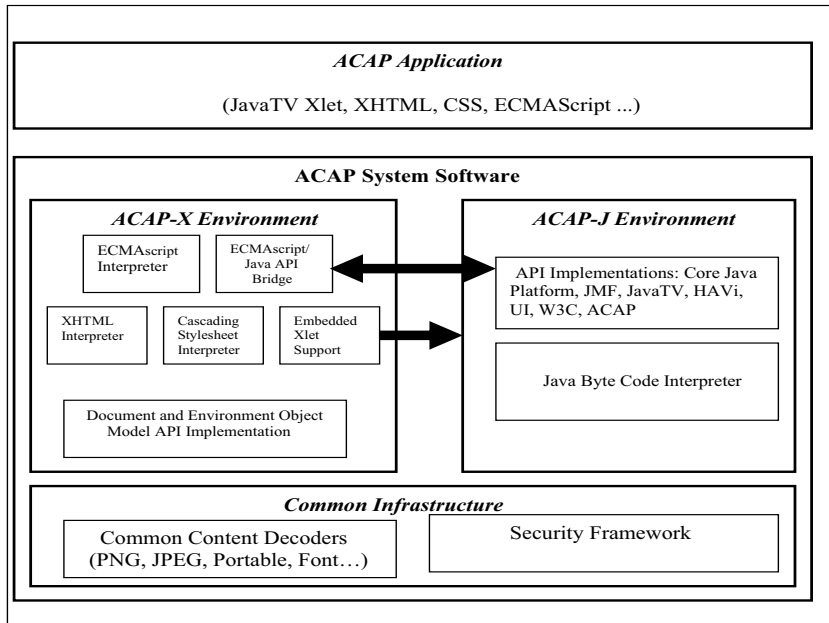 ACAP Application
(JavaTV Xlet, XHTML, CSS, ECMAScript ...)
ACAP System Software
ACAP-X Environment
ECMAscript
Interpreter
ECMAscript/
Java API
Bridge
XHTML
Interpreter
Cascading
Stylesheet
Interpreter
Embedded
Xlet
Support
Document and Environment Object
Model API Implementation
ACAP-J Environment
API Implementations: Core Java
Platform, JMF, JavaTV, HAVi,
UI, W3C, ACAP
Java Byte Code Interpreter
Common Infrastructure
Common Content Decoders
(PNG, JPEG, Portable, Font…)
Security Framework